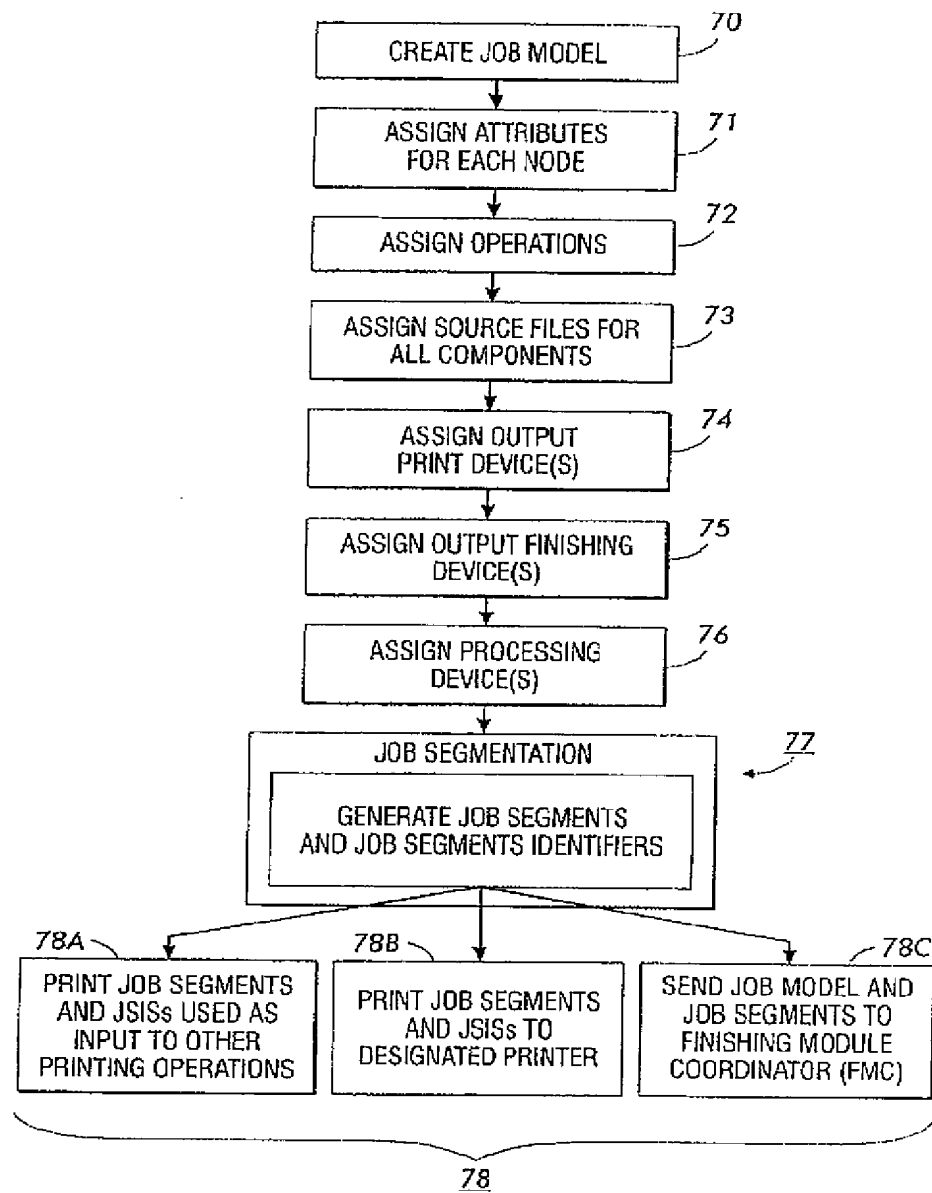 70
CREATE JOB MODEL
71
ASSIGN ATTRIBUTES
FOR EACH NODE
72
ASSIGN OPERATIONS
73
ASSIGN SOURCE FILES FOR
ALL COMPONENTS
74
ASSIGN OUTPUT
PRINT DEVICE(S)
75
ASSIGN OUTPUT FINISHING
DEVICE(S)
76
ASSIGN PROCESSING
DEVICE(S)
77
JOB SEGMENTATION
GENERATE JOB SEGMENTS
AND JOB SEGMENTS IDENTIFIERS
78A
PRINT JOB SEGMENTS
AND JSISs USED AS
INPUT TO OTHER
PRINTING OPERATIONS
78B
PRINT JOB SEGMENTS
AND JSISs TO
DESIGNATED PRINTER
78C
SEND JOB MODEL AND
JOB SEGMENTS TO
FINISHING MODULE
COORDINATOR (FMC)
78